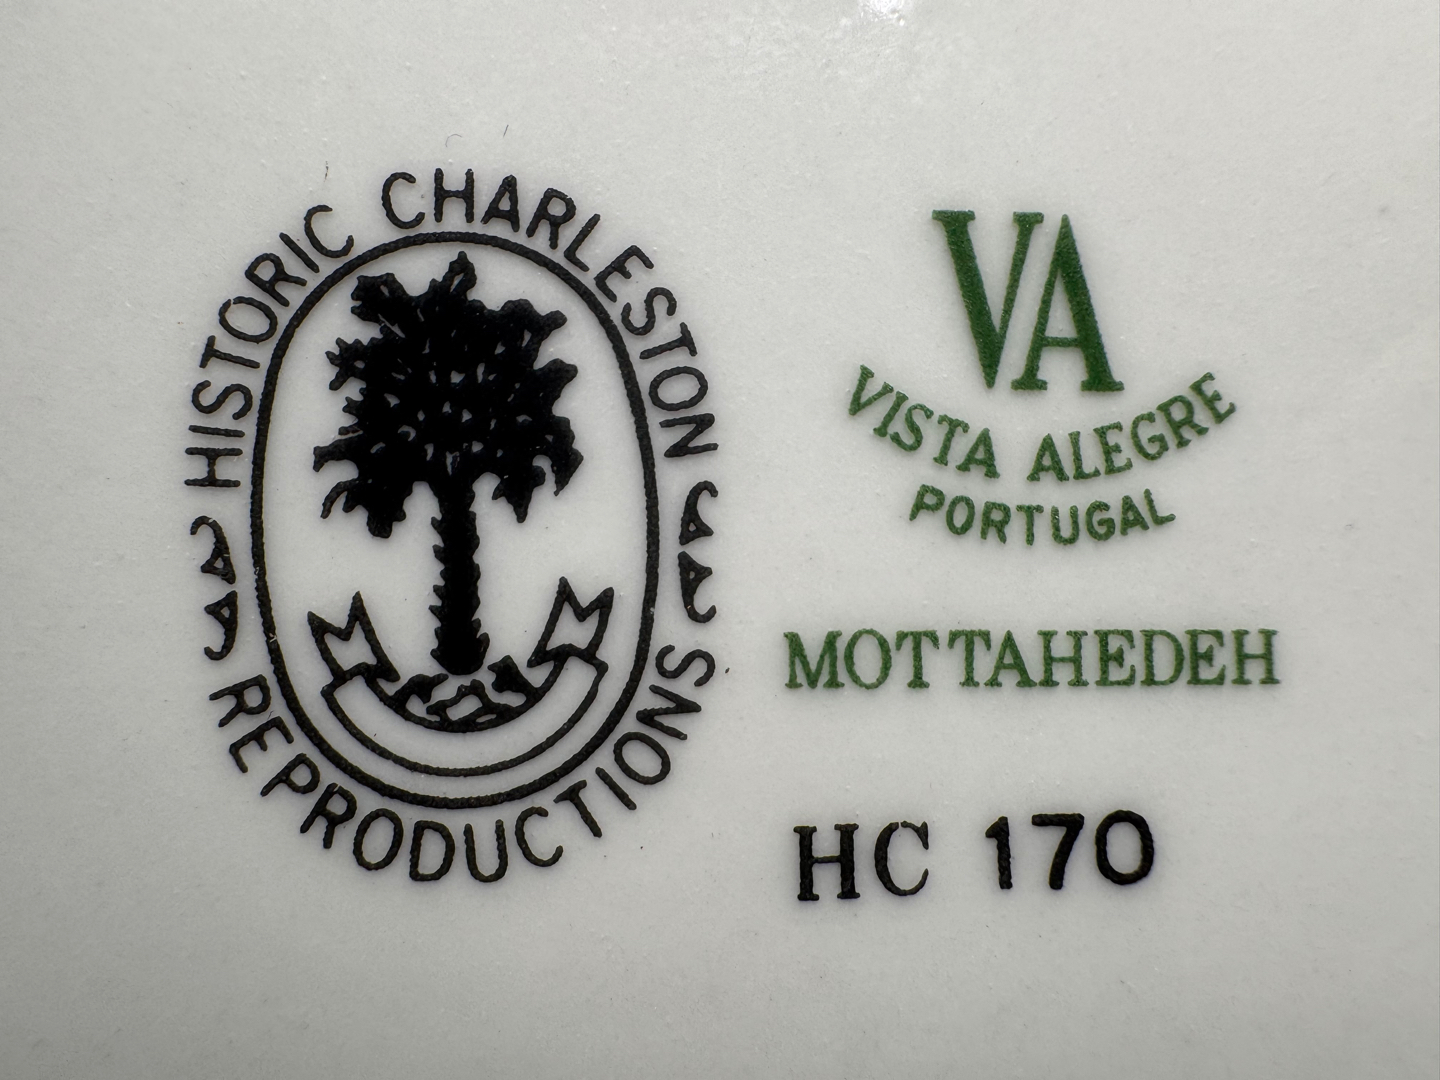 HISTORIC CHARLESTON
REPRODUCTIONS
VA
VISTA ALEGRE
PORTUGAL
MOTTAHEDEH
HC 170